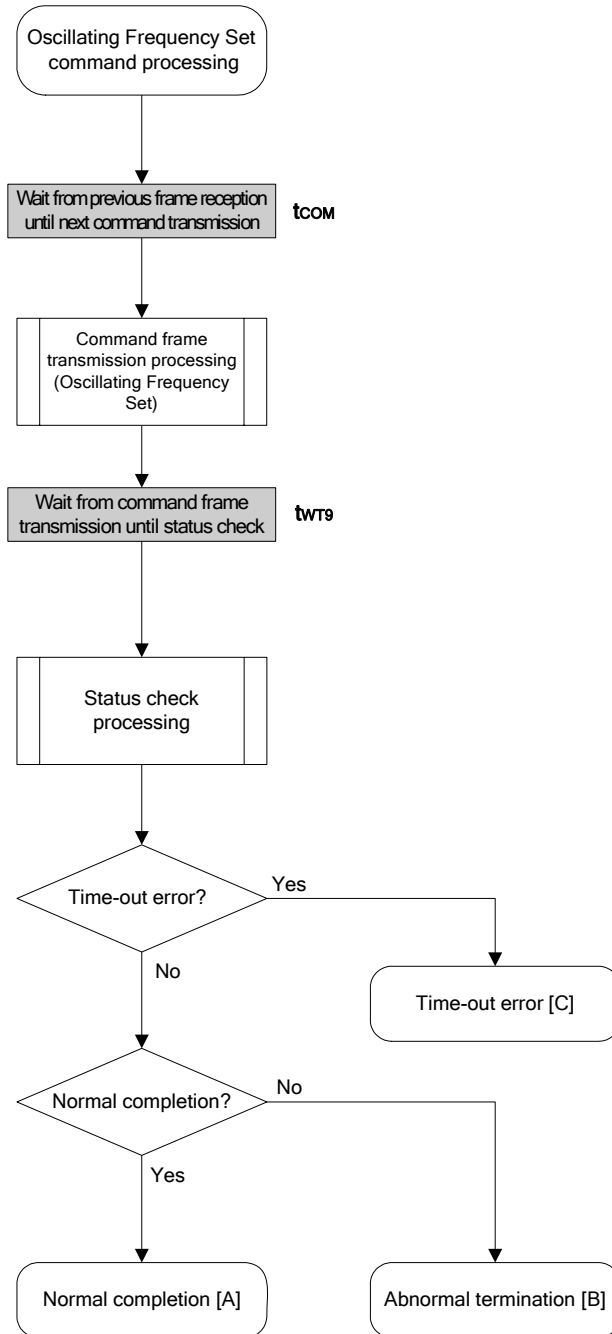 Oscillating Frequency Set
command processing
Wait from previous frame reception
until next command transmission
tCOM
Command frame
transmission processing
(Oscillating Frequency
Set)
Wait from command frame
transmission until status check
tWT9
Status check
processing
Time-out error?
Yes
No
Time-out error [C]
Normal completion?
No
Yes
Normal completion [A]
Abnormal termination [B]